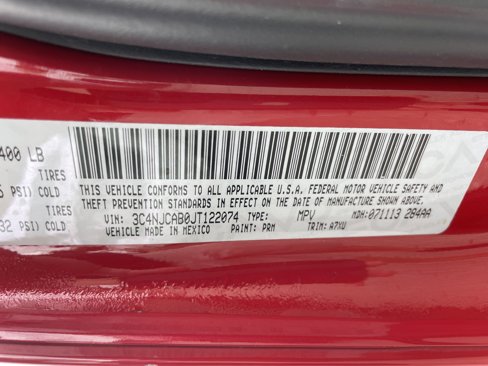 400 LB
TIRES
PSI) COLD
TIRES
32 PSI) COLD
THIS VEHICLE CONFORMS TO ALL APPLICABLE U.S.A. FEDERAL MOTOR VEHICLE SAFETY AND
THEFT PREVENTION STANDARDS IN EFFECT ON THE DATE OF MANUFACTURE SHOWN ABOVE.
VIN: 3C4NJCAB0JT122074 TYPE: MPV MDH: 071113 284AA
VEHICLE MADE IN MEXICO PAINT: PRM TRIM: A7XU